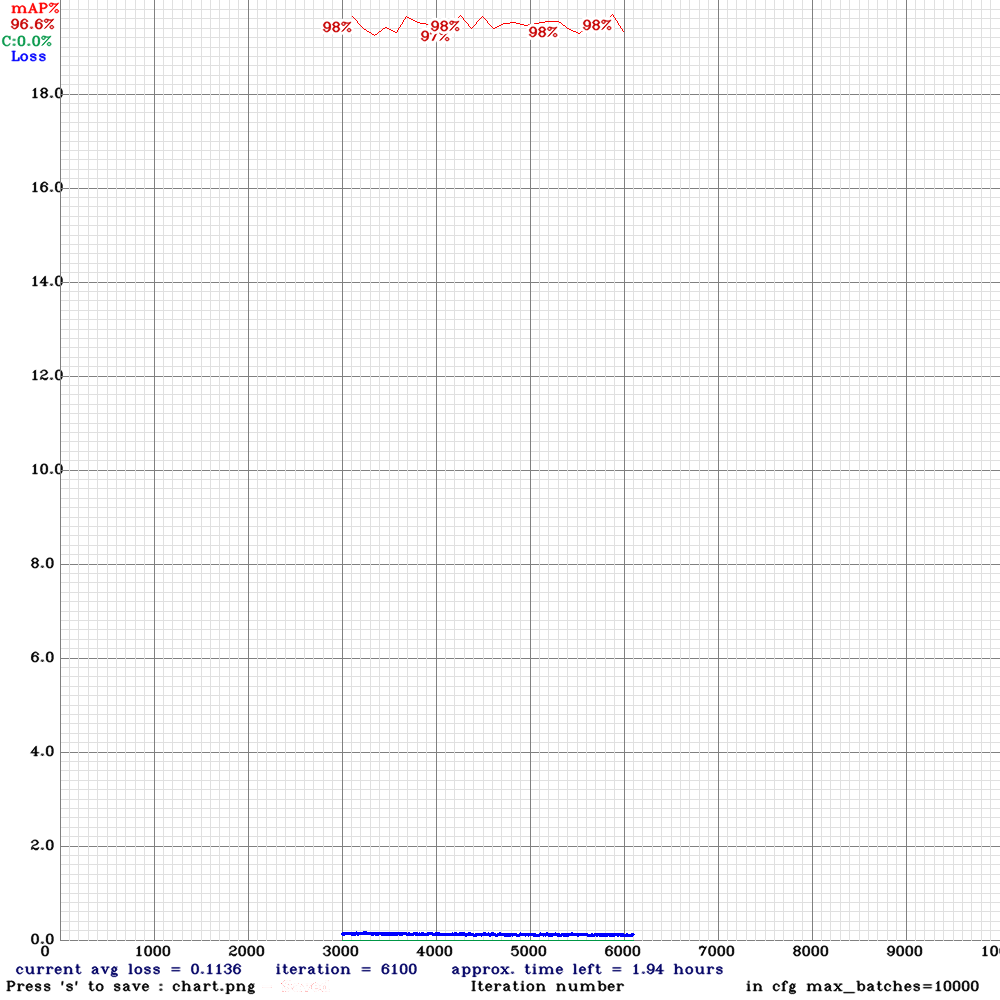 mAP%
96.6%
C:0.0%
Loss
98%
98%
97%
98%
98%
18.0
16.0
14.0
12.0
10.0
8.0
6.0
4.0
2.0
0.0
0 1000 2000 3000 4000 5000 6000 7000 8000 9000
current avg loss = 0.1136 iteration = 6100 approx. time left = 1.94 hours
Press 's' to save : chart.png Iteration number in cfg max_batches=10000